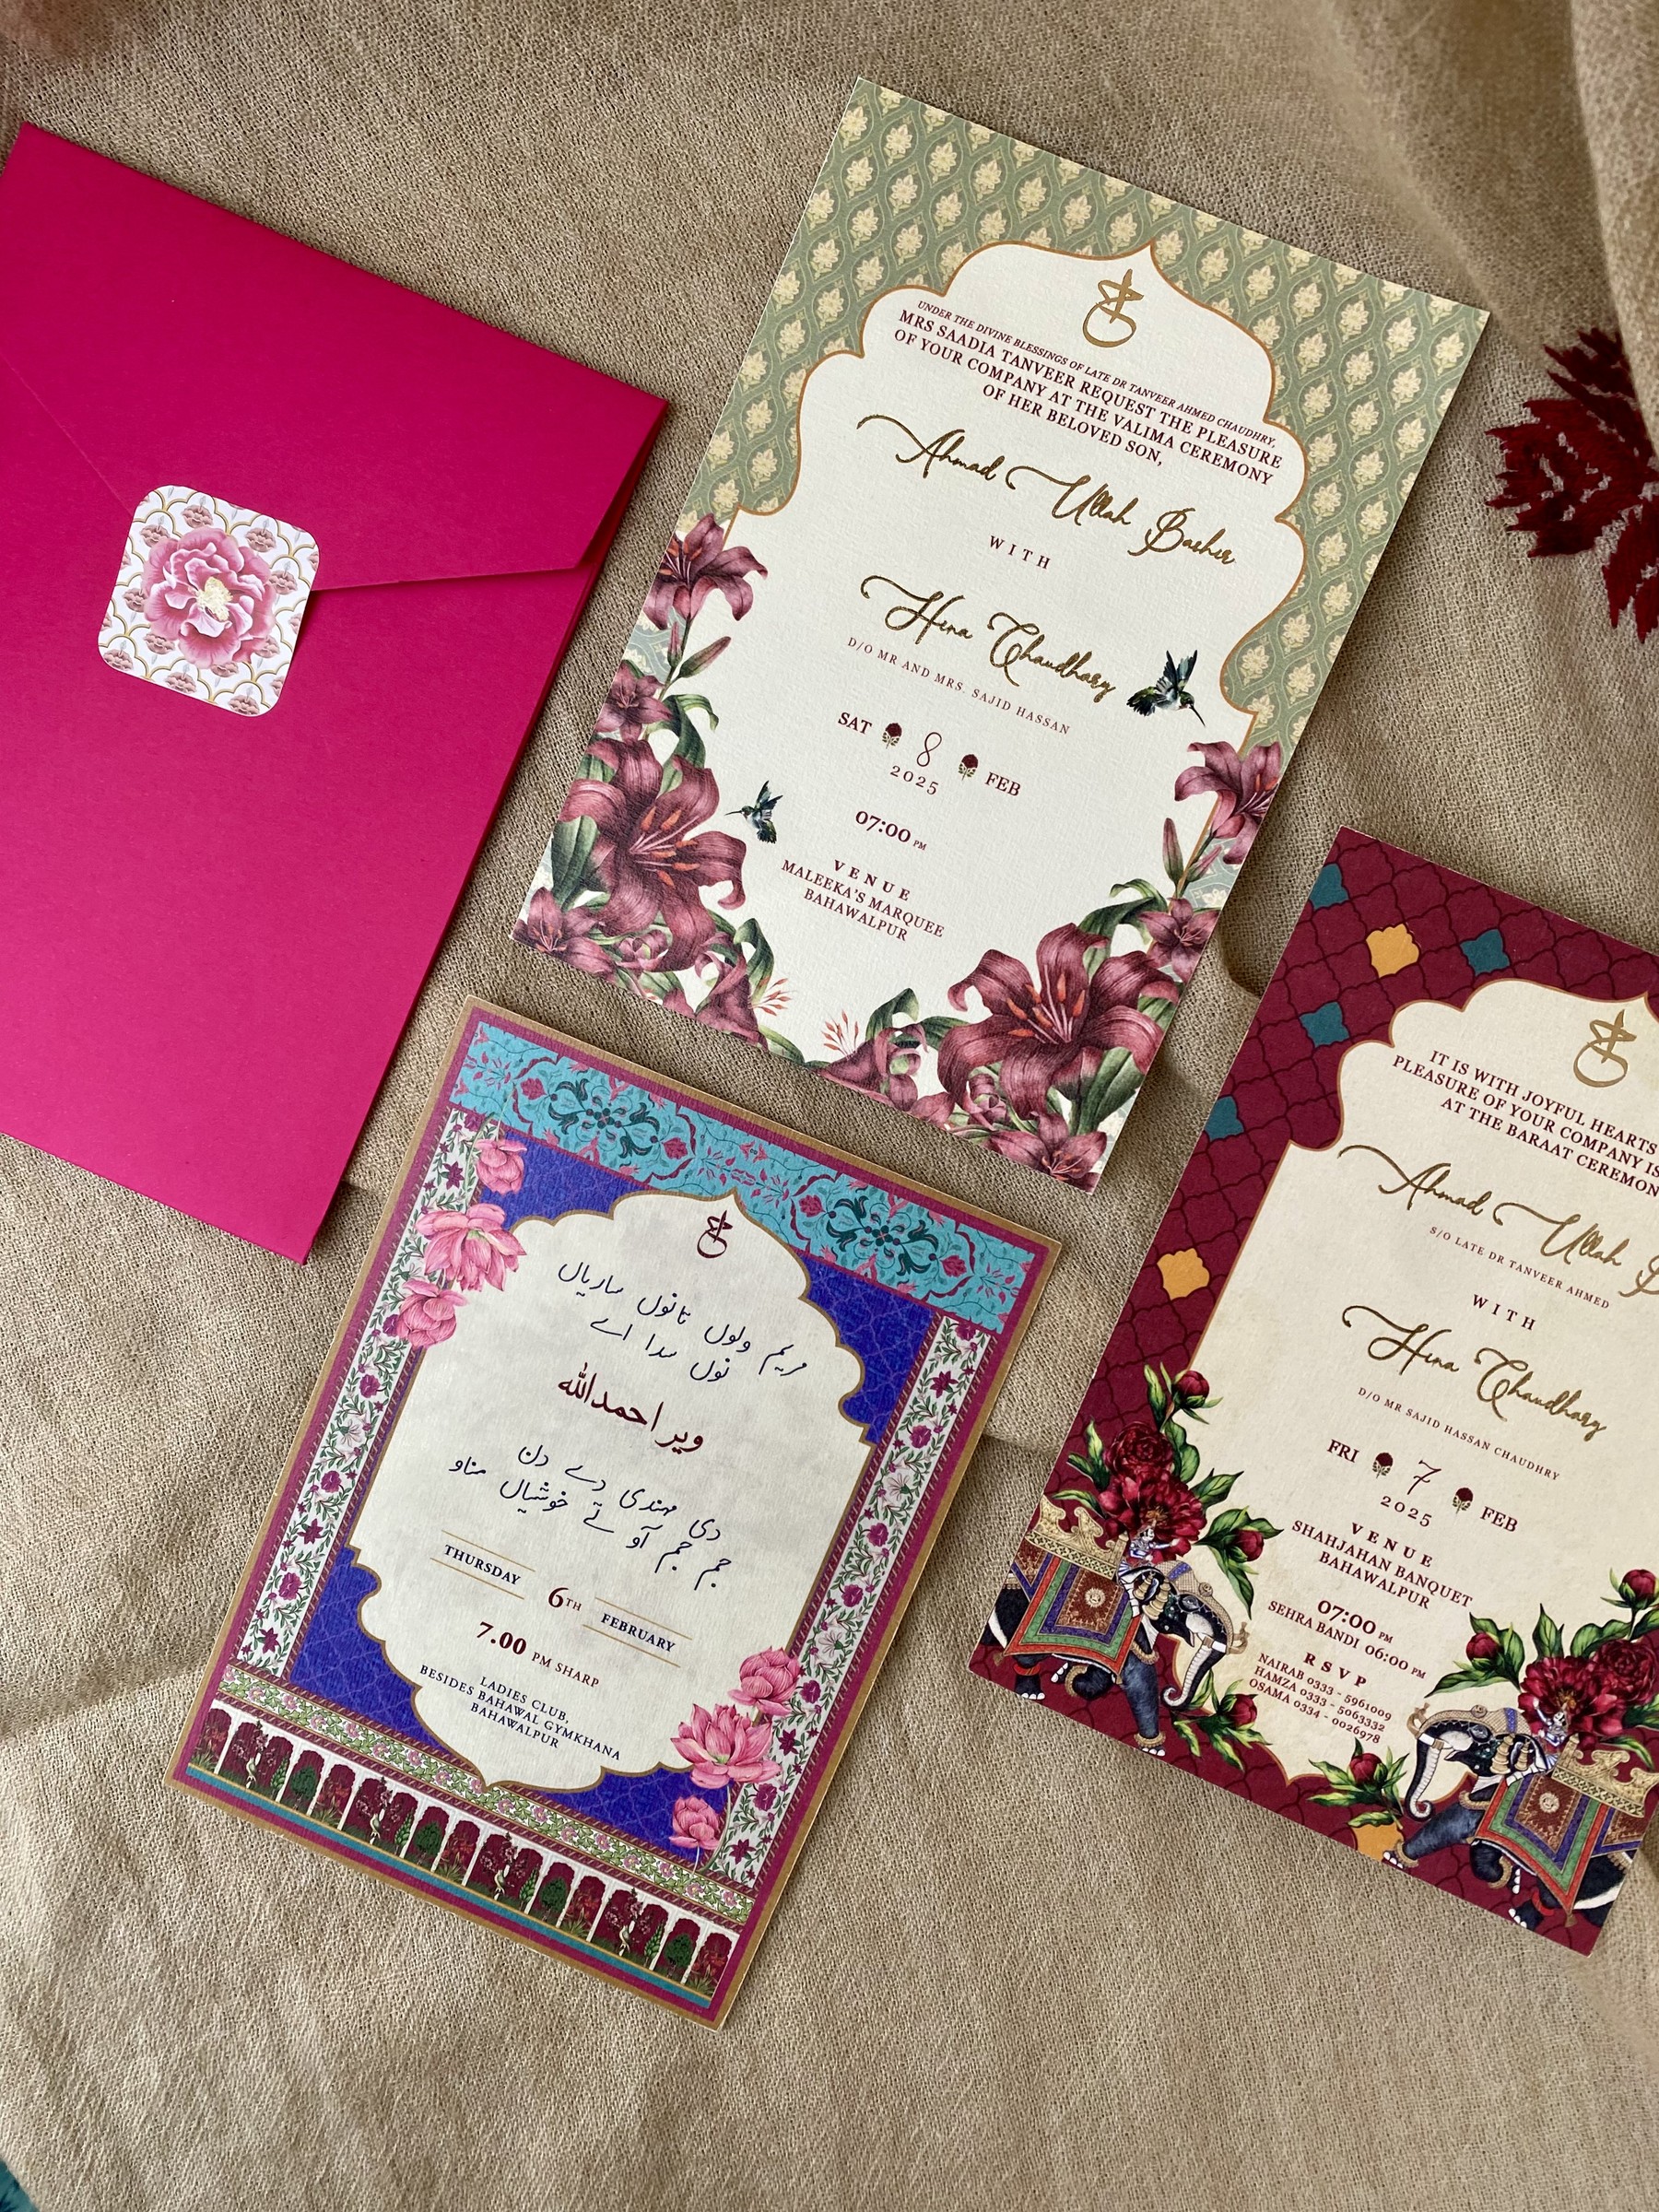 UNDER THE DIVINE BLESSINGS OF LATE DR TANVEER AHMED CHAUDHRY,
MRS SAADIA TANVEER REQUEST THE PLEASURE
OF YOUR COMPANY AT THE VALIMA CEREMONY
OF HER BELOVED SON,
Ahmad Ullah Bashir
WITH
Hina Chaudhary
D/O MR AND MRS. SAJID HASSAN
SAT 8 FEB
2025
07:00 PM
VENUE
MALEEKA'S MARQUEE
BAHAWALPUR
مریم ولوں تانوں ساریاں
نوں سدا اے
ویر احمداللہ
دی مہندی دے دن
جم جم آو تے خوشیاں مناو
THURSDAY 6TH FEBRUARY
7.00 PM SHARP
LADIES CLUB,
BESIDES BAHAWAL GYMKHANA
BAHAWALPUR
IT IS WITH JOYFUL HEARTS
PLEASURE OF YOUR COMPANY IS
AT THE BARAAT CEREMON
Ahmad Ullah B
S/O LATE DR TANVEER AHMED
WITH
Hina Chaudhary
D/O MR SAJID HASSAN CHAUDHRY
FRI 7 FEB
2025
VENUE
SHAHJAHAN BANQUET
BAHAWALPUR
07:00 PM
SEHRA BANDI 06:00 PM
RSVP
NAIRAB 0333 - 5961009
HAMZA 0333 - 5063332
OSAMA 0334 - 0026978